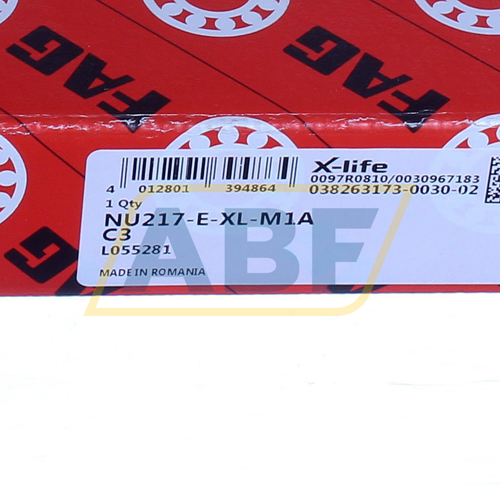 FAG
FAG
FAG
FAG
X-life
0097R0810/0030967183
4 012801 394864
038263173-0030-02
1 Qty
NU217-E-XL-M1A
C3
L055281
MADE IN ROMANIA
ABF